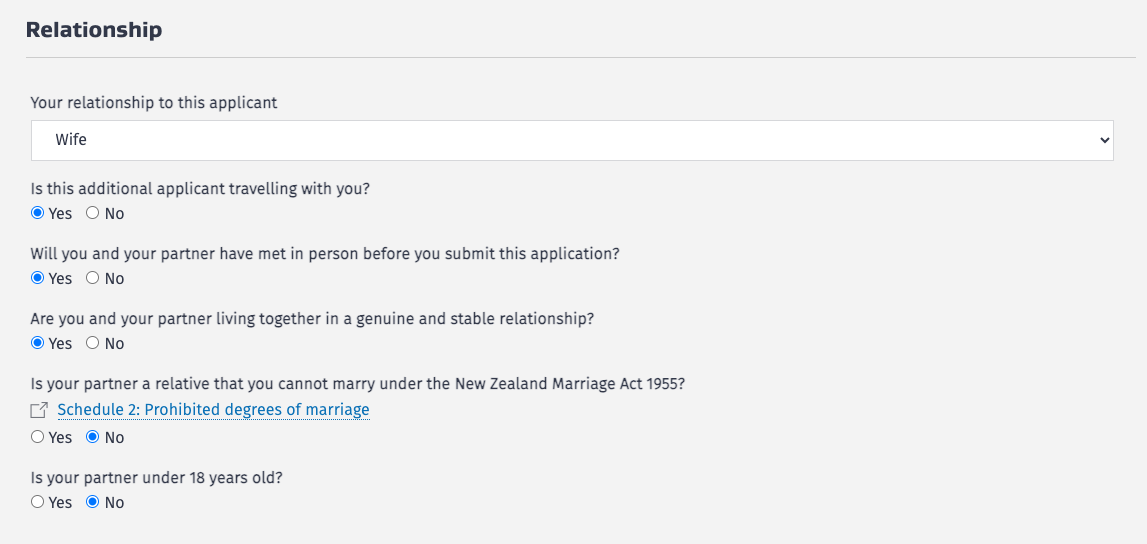 Relationship
Your relationship to this applicant
Wife
Is this additional applicant travelling with you?
Yes No
Will you and your partner have met in person before you submit this application?
Yes No
Are you and your partner living together in a genuine and stable relationship?
Yes No
Is your partner a relative that you cannot marry under the New Zealand Marriage Act 1955?
Schedule 2: Prohibited degrees of marriage
Yes No
Is your partner under 18 years old?
Yes No